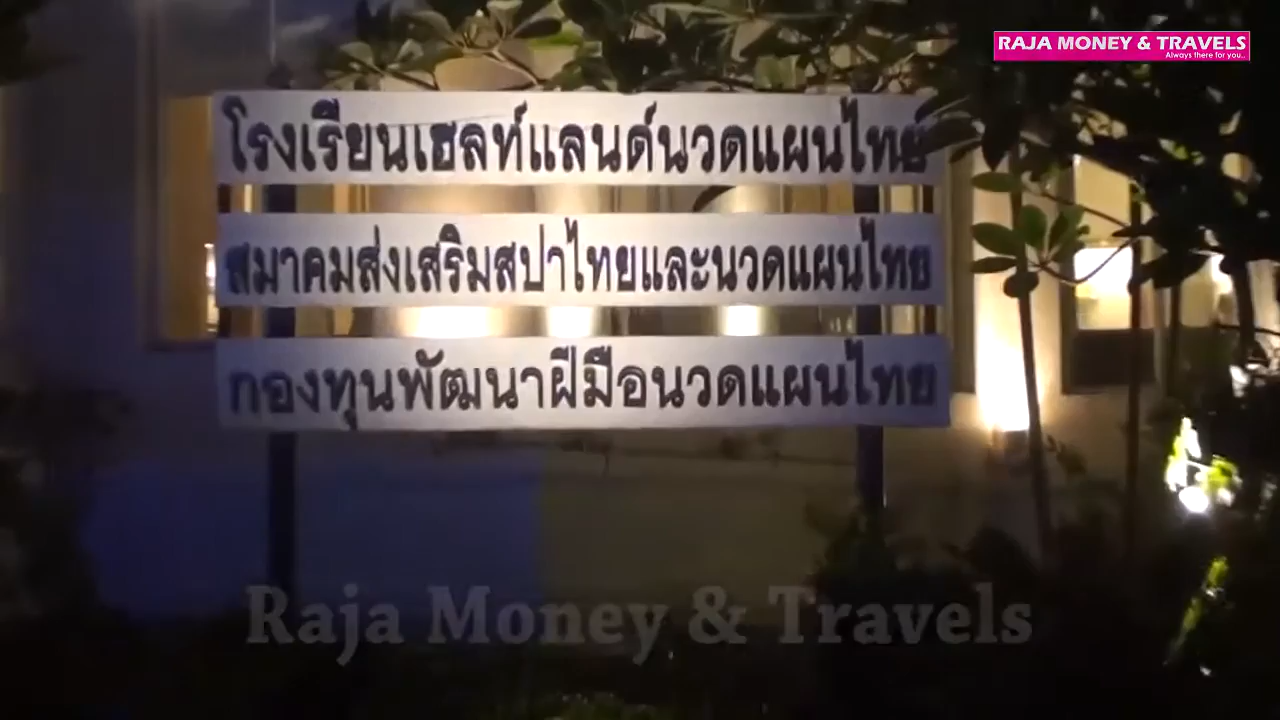 RAJA MONEY & TRAVELS
Always there for you..
โรงเรียนเฮลท์แลนด์นวดแผนไทย
สมาคมส่งเสริมสปาไทยและนวดแผนไทย
กองทุนพัฒนาฝีมือนวดแผนไทย
Raja Money & Travels